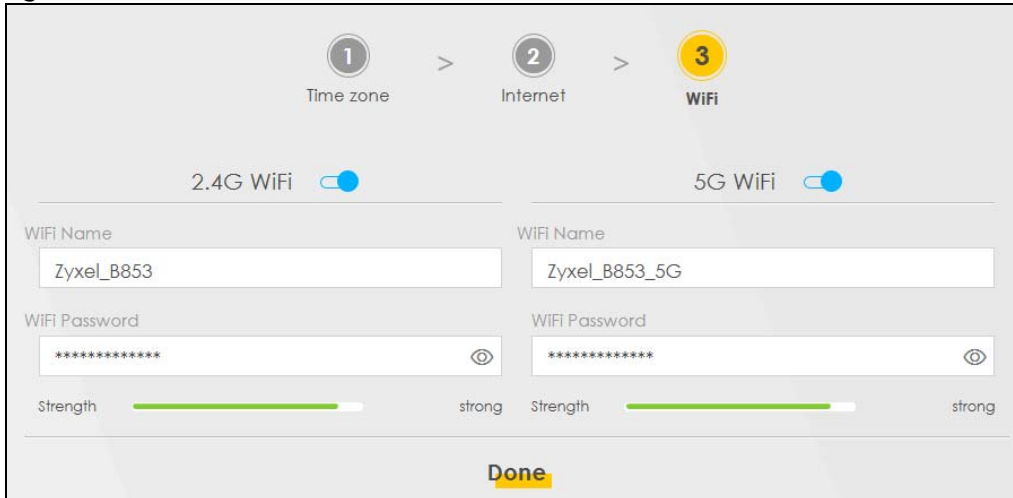 1 > 2 > 3
Time zone Internet WiFi
2.4G WiFi 5G WiFi
WiFi Name WiFi Name
Zyxel_B853 Zyxel_B853_5G
WiFi Password WiFi Password
************* *************
Strength strong Strength strong
Done